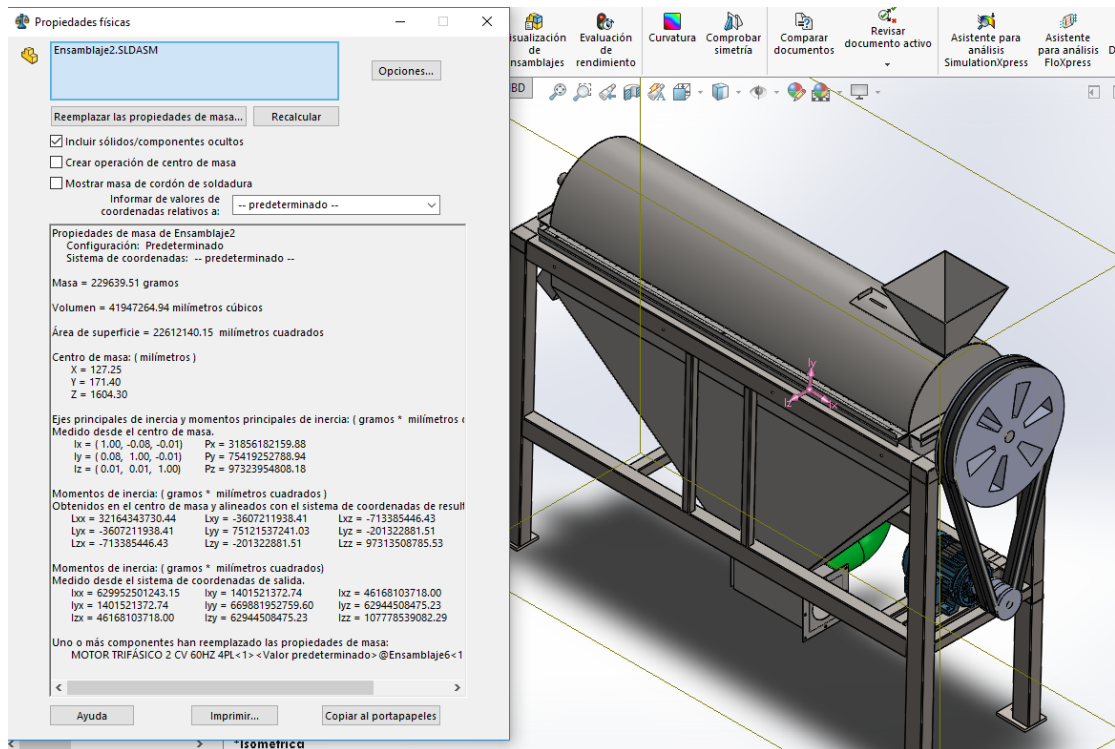 Propiedades físicas
Ensamblaje2.SLDASM
Opciones...
Reemplazar las propiedades de masa...
Recalcular
Incluir sólidos/componentes ocultos
Crear operación de centro de masa
Mostrar masa de cordón de soldadura
Informar de valores de
coordenadas relativos a:
-- predeterminado --
Propiedades de masa de Ensamblaje2
Configuración: Predeterminado
Sistema de coordenadas: -- predeterminado --
Masa = 229639.51 gramos
Volumen = 41947264.94 milímetros cúbicos
Área de superficie = 22612140.15 milímetros cuadrados
Centro de masa: ( milímetros )
X = 127.25
Y = 171.40
Z = 1604.30
Ejes principales de inercia y momentos principales de inercia: ( gramos * milímetros c
Medido desde el centro de masa.
Ix = ( 1.00, -0.08, -0.01) Px = 31856182159.88
Iy = ( 0.08, 1.00, -0.01) Py = 75419252788.94
Iz = ( 0.01, 0.01, 1.00) Pz = 97323954808.18
Momentos de inercia: ( gramos * milímetros cuadrados )
Obtenidos en el centro de masa y alineados con el sistema de coordenadas de result
Lxx = 32164343730.44 Lxy = -3607211938.41 Lxz = -713385446.43
Lyx = -3607211938.41 Lyy = 75121537241.03 Lyz = -201322881.51
Lzx = -713385446.43 Lzy = -201322881.51 Lzz = 97313508785.53
Momentos de inercia: ( gramos * milímetros cuadrados)
Medido desde el sistema de coordenadas de salida.
Ixx = 629952501243.15 Ixy = 1401521372.74 Ixz = 46168103718.00
Iyx = 1401521372.74 Iyy = 669881952759.60 Iyz = 62944508475.23
Izx = 46168103718.00 Izy = 62944508475.23 Izz = 107778539082.29
Uno o más componentes han reemplazado las propiedades de masa:
MOTOR TRIFÁSICO 2 CV 60HZ 4PL<1><Valor predeterminado>@Ensamblaje6<1
Ayuda
Imprimir...
Copiar al portapapeles
*Isométrica
isualización
de
nsamblajes
Evaluación
de
rendimiento
Curvatura
Comprobar
simetría
Comparar
documentos
Revisar
documento activo
Asistente para
análisis
SimulationXpress
Asistente
para análisis
FloXpress
D
BD
Iy
Iz
Ix